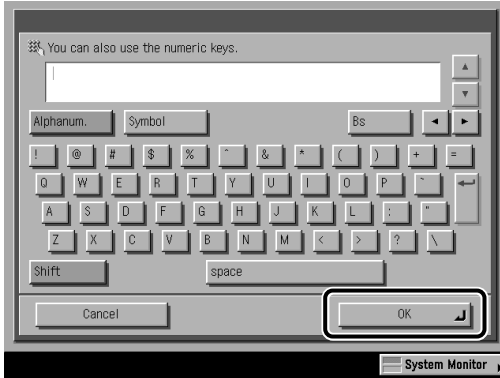 You can also use the numeric keys.
Alphanum. Symbol Bs
! @ # $ % ^ & * ( ) + =
Q W E R T Y U I O P ~
A S D F G H J K L : "
Z X C V B N M < > ? \
Shift space
Cancel OK
System Monitor